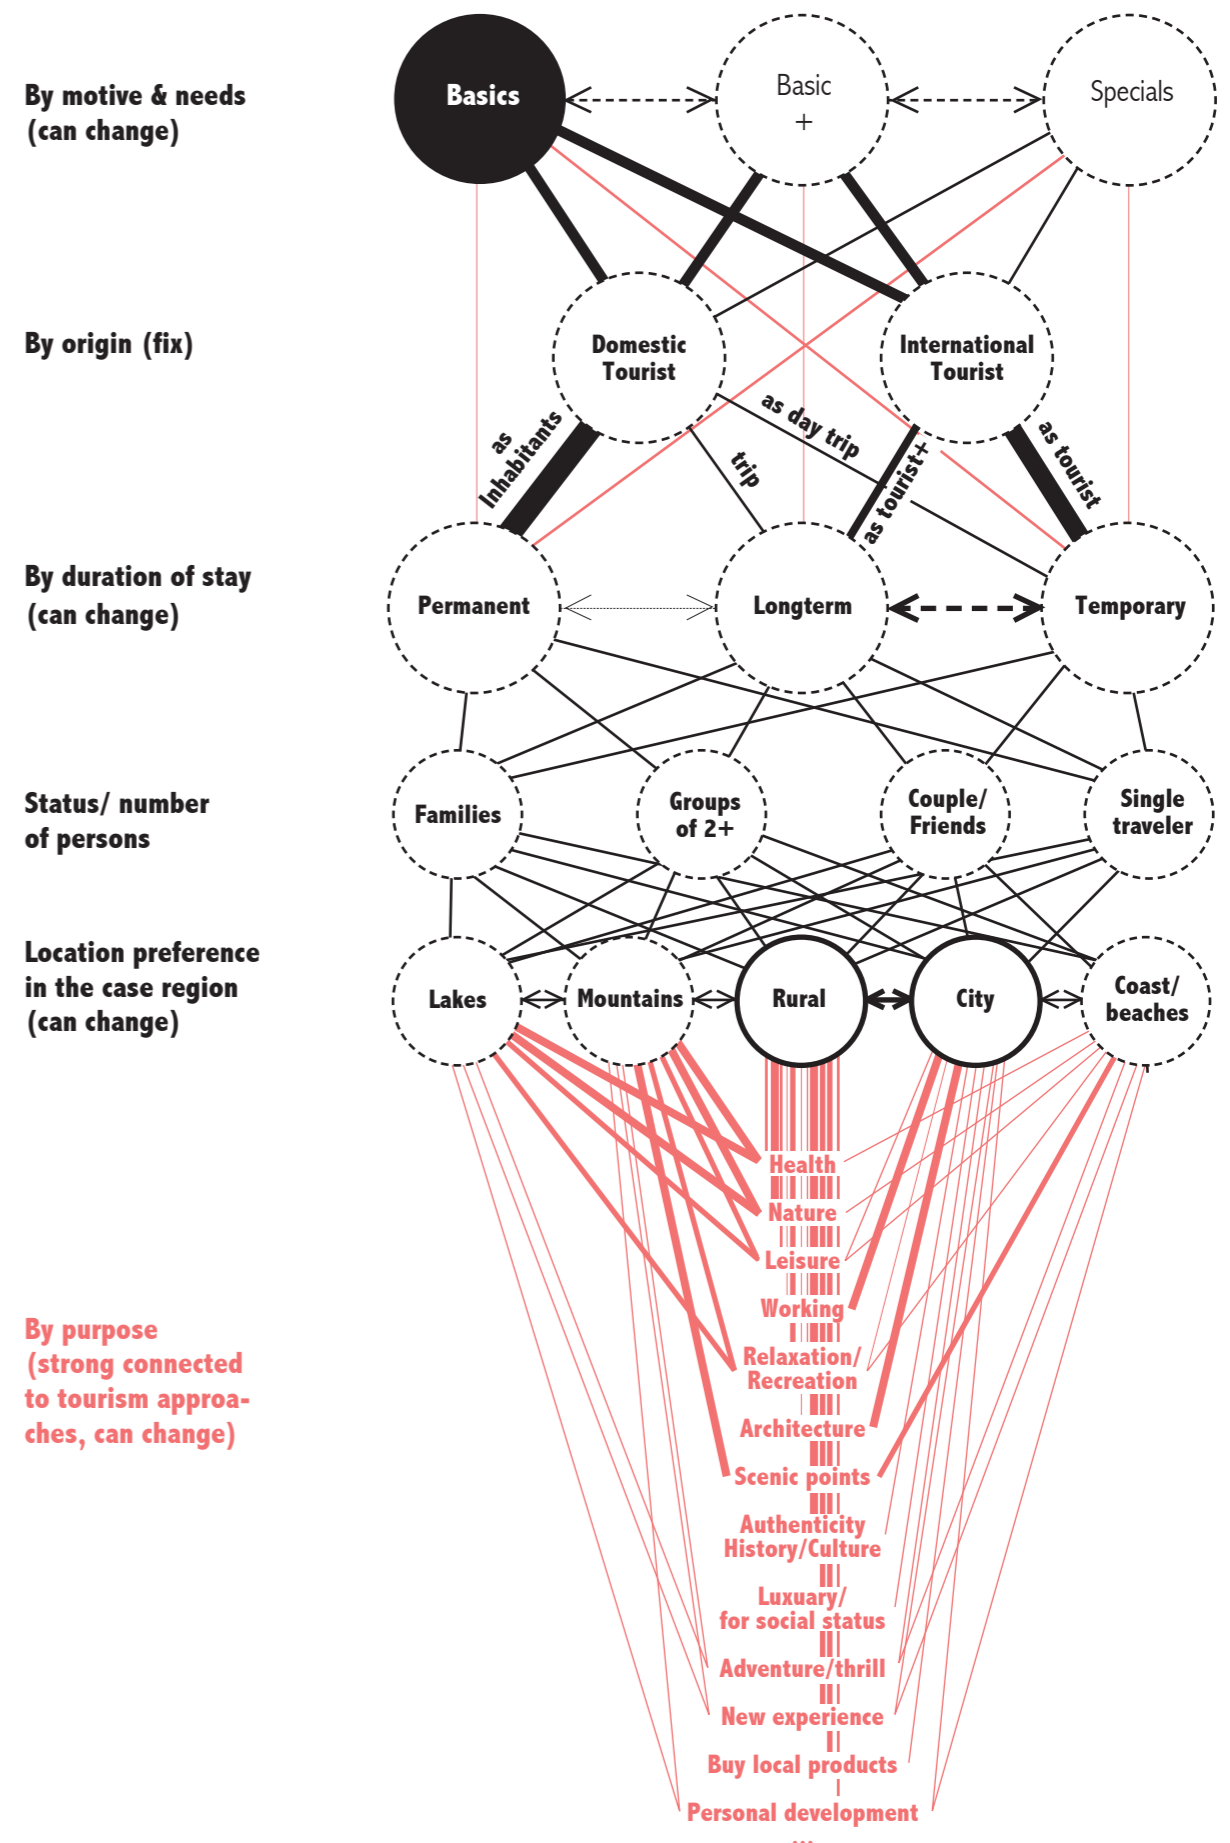 By motive & needs
(can change)
Basics
Basic
+
Specials
By origin (fix)
Domestic
Tourist
International
Tourist
as
Inhabitants
trip
as day trip
as tourist+
as tourist
By duration of stay
(can change)
Permanent
Longterm
Temporary
Status/ number
of persons
Families
Groups
of 2+
Couple/
Friends
Single
traveler
Location preference
in the case region
(can change)
Lakes
Mountains
Rural
City
Coast/
beaches
By purpose
(strong connected
to tourism approa-
ches, can change)
Health
Nature
Leisure
Working
Relaxation/
Recreation
Architecture
Scenic points
Authenticity
History/Culture
Luxuary/
for social status
Adventure/thrill
New experience
Buy local products
Personal development
...